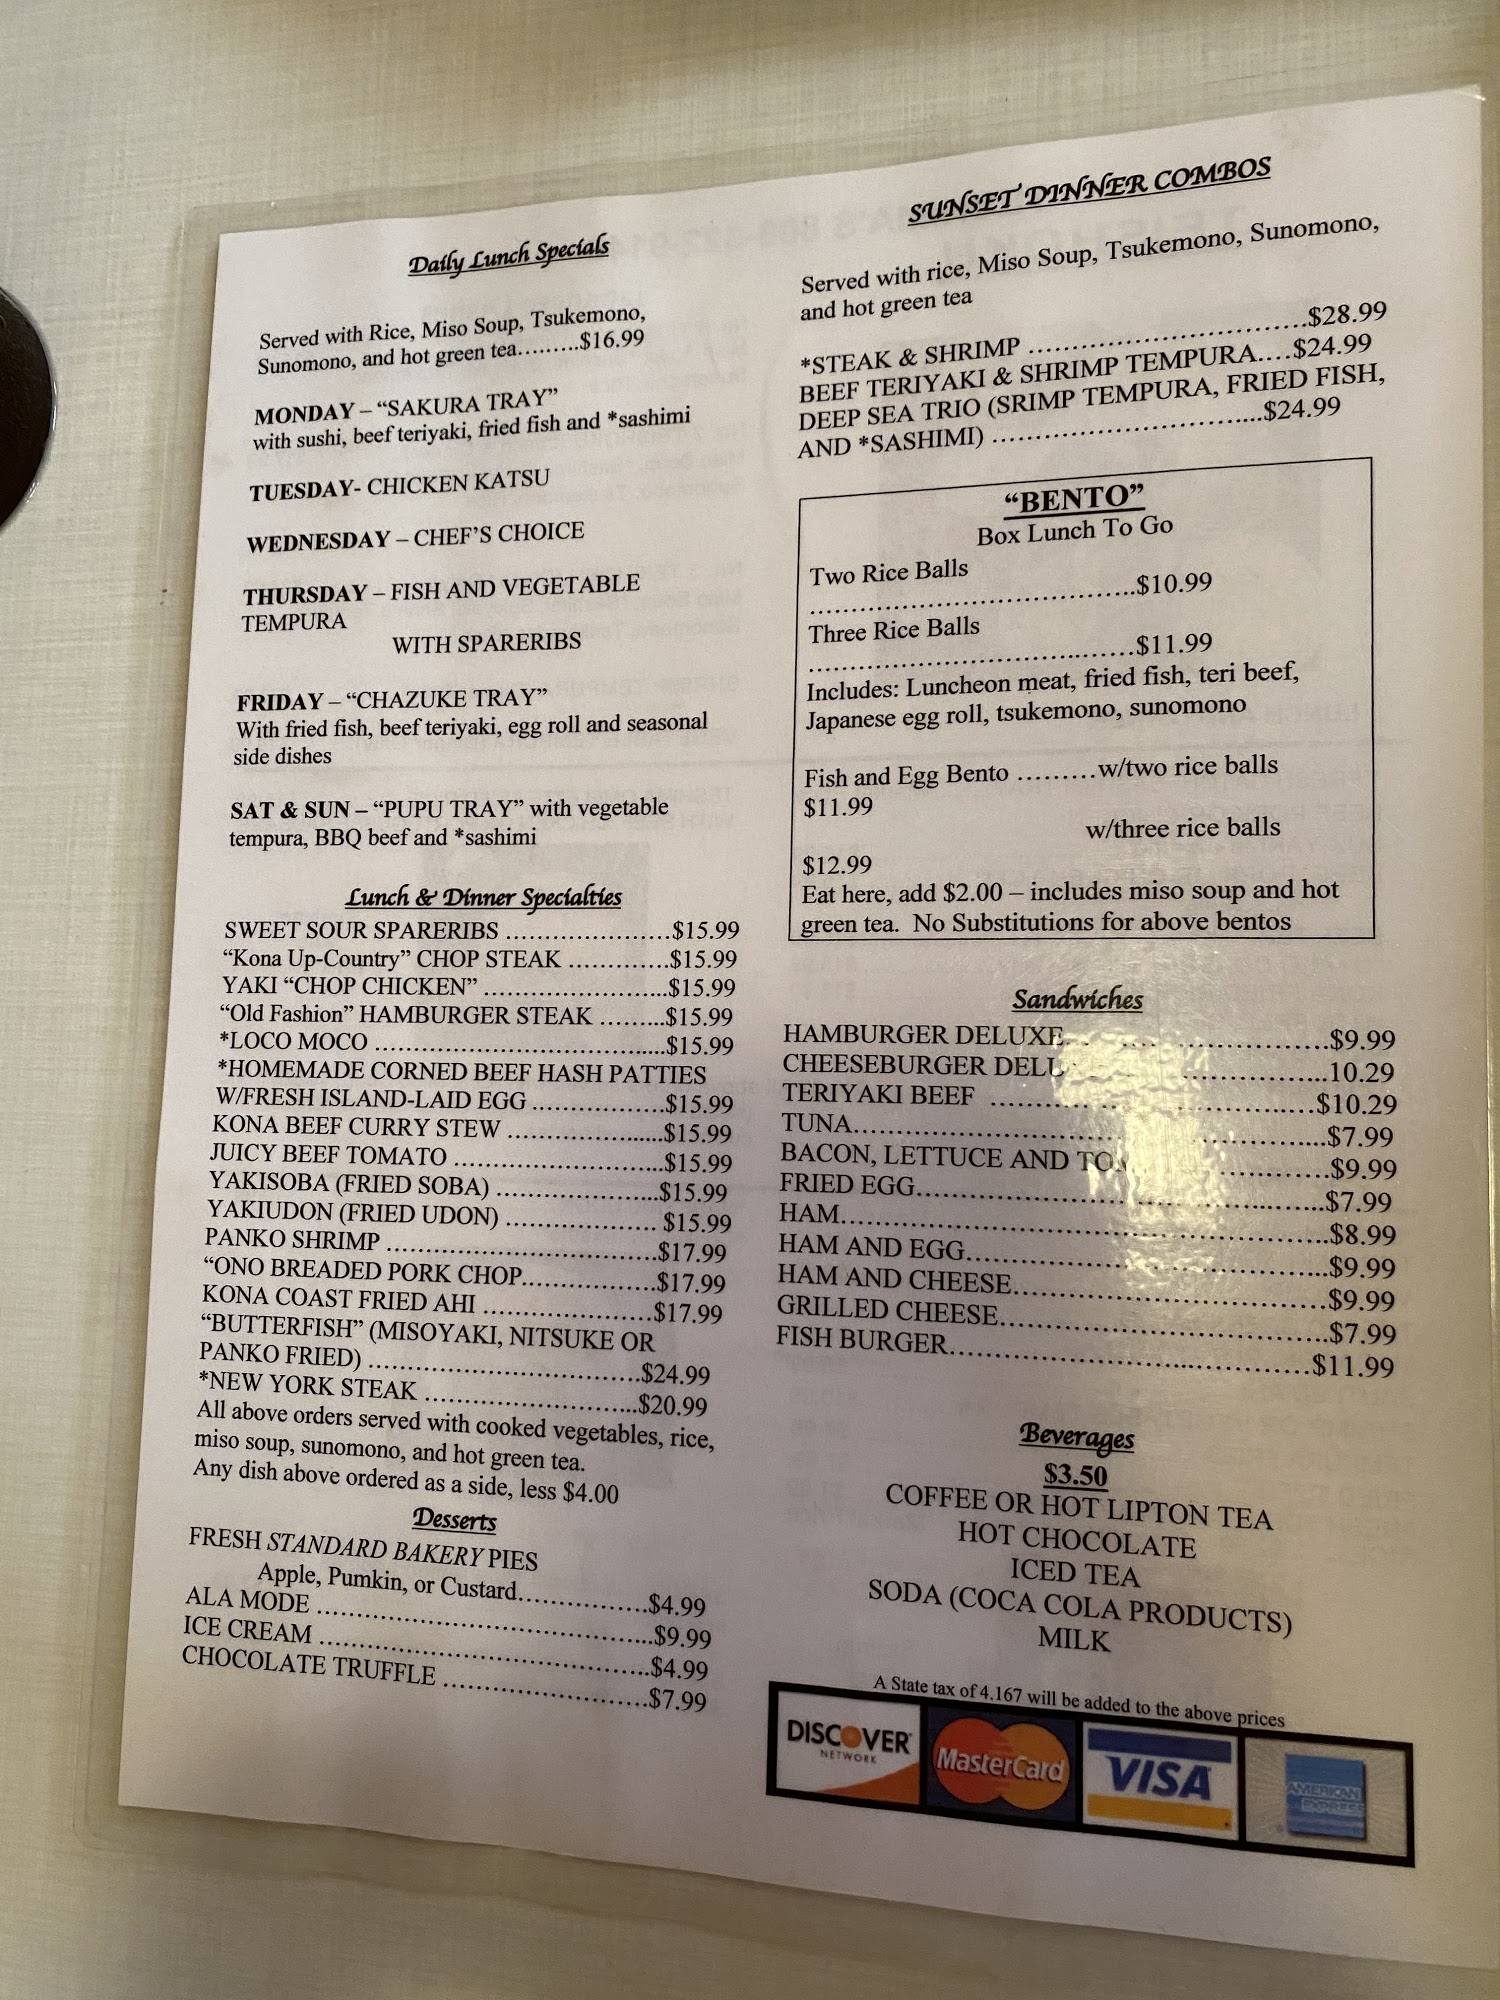 Daily Lunch Specials
Served with Rice, Miso Soup, Tsukemono,
Sunomono, and hot green tea.........$16.99
MONDAY – “SAKURA TRAY”
with sushi, beef teriyaki, fried fish and *sashimi
TUESDAY- CHICKEN KATSU
WEDNESDAY – CHEF’S CHOICE
THURSDAY – FISH AND VEGETABLE
TEMPURA
WITH SPARERIBS
FRIDAY – “CHAZUKE TRAY”
With fried fish, beef teriyaki, egg roll and seasonal
side dishes
SAT & SUN – “PUPU TRAY” with vegetable
tempura, BBQ beef and *sashimi
Lunch & Dinner Specialties
SWEET SOUR SPARERIBS ........................$15.99
“Kona Up-Country” CHOP STEAK .............$15.99
YAKI “CHOP CHICKEN” ..........................$15.99
“Old Fashion” HAMBURGER STEAK .........$15.99
*LOCO MOCO .........................................$15.99
*HOMEMADE CORNED BEEF HASH PATTIES
W/FRESH ISLAND-LAID EGG ...................$15.99
KONA BEEF CURRY STEW ......................$15.99
JUICY BEEF TOMATO ..............................$15.99
YAKISOBA (FRIED SOBA) .......................$15.99
YAKIUDON (FRIED UDON) ...................... $15.99
PANKO SHRIMP .......................................$17.99
“ONO BREADED PORK CHOP...................$17.99
KONA COAST FRIED AHI ........................$17.99
“BUTTERFISH” (MISOYAKI, NITSUKE OR
PANKO FRIED) .......................................$24.99
*NEW YORK STEAK ...............................$20.99
All above orders served with cooked vegetables, rice,
miso soup, sunomono, and hot green tea.
Any dish above ordered as a side, less $4.00
Desserts
FRESH STANDARD BAKERY PIES
Apple, Pumkin, or Custard...................$4.99
ALA MODE ................................................$9.99
ICE CREAM ................................................$4.99
CHOCOLATE TRUFFLE .............................$7.99
SUNSET DINNER COMBOS
Served with rice, Miso Soup, Tsukemono, Sunomono,
and hot green tea
*STEAK & SHRIMP .......................................$28.99
BEEF TERIYAKI & SHRIMP TEMPURA....$24.99
DEEP SEA TRIO (SRIMP TEMPURA, FRIED FISH,
AND *SASHIMI) .......................................$24.99
“BENTO”
Box Lunch To Go
Two Rice Balls
.............................................$10.99
Three Rice Balls
.............................................$11.99
Includes: Luncheon meat, fried fish, teri beef,
Japanese egg roll, tsukemono, sunomono
Fish and Egg Bento .........w/two rice balls
$11.99
w/three rice balls
$12.99
Eat here, add $2.00 – includes miso soup and hot
green tea. No Substitutions for above bentos
Sandwiches
HAMBURGER DELUXE...............................$9.99
CHEESEBURGER ...............................10.29
TERIYAKI BEEF ........................................$10.29
TUNA..........................................................$7.99
BACON, LETTUCE AND ...........................$9.99
FRIED EGG..................................................$7.99
HAM............................................................$8.99
HAM AND EGG..........................................$9.99
HAM AND CHEESE.....................................$9.99
GRILLED CHEESE.......................................$7.99
FISH BURGER............................................$11.99
Beverages
$3.50
COFFEE OR HOT LIPTON TEA
HOT CHOCOLATE
ICED TEA
SODA (COCA COLA PRODUCTS)
MILK
A State tax of 4.167 will be added to the above prices
DISCOVER NETWORK
MasterCard
VISA
AMERICAN EXPRESS